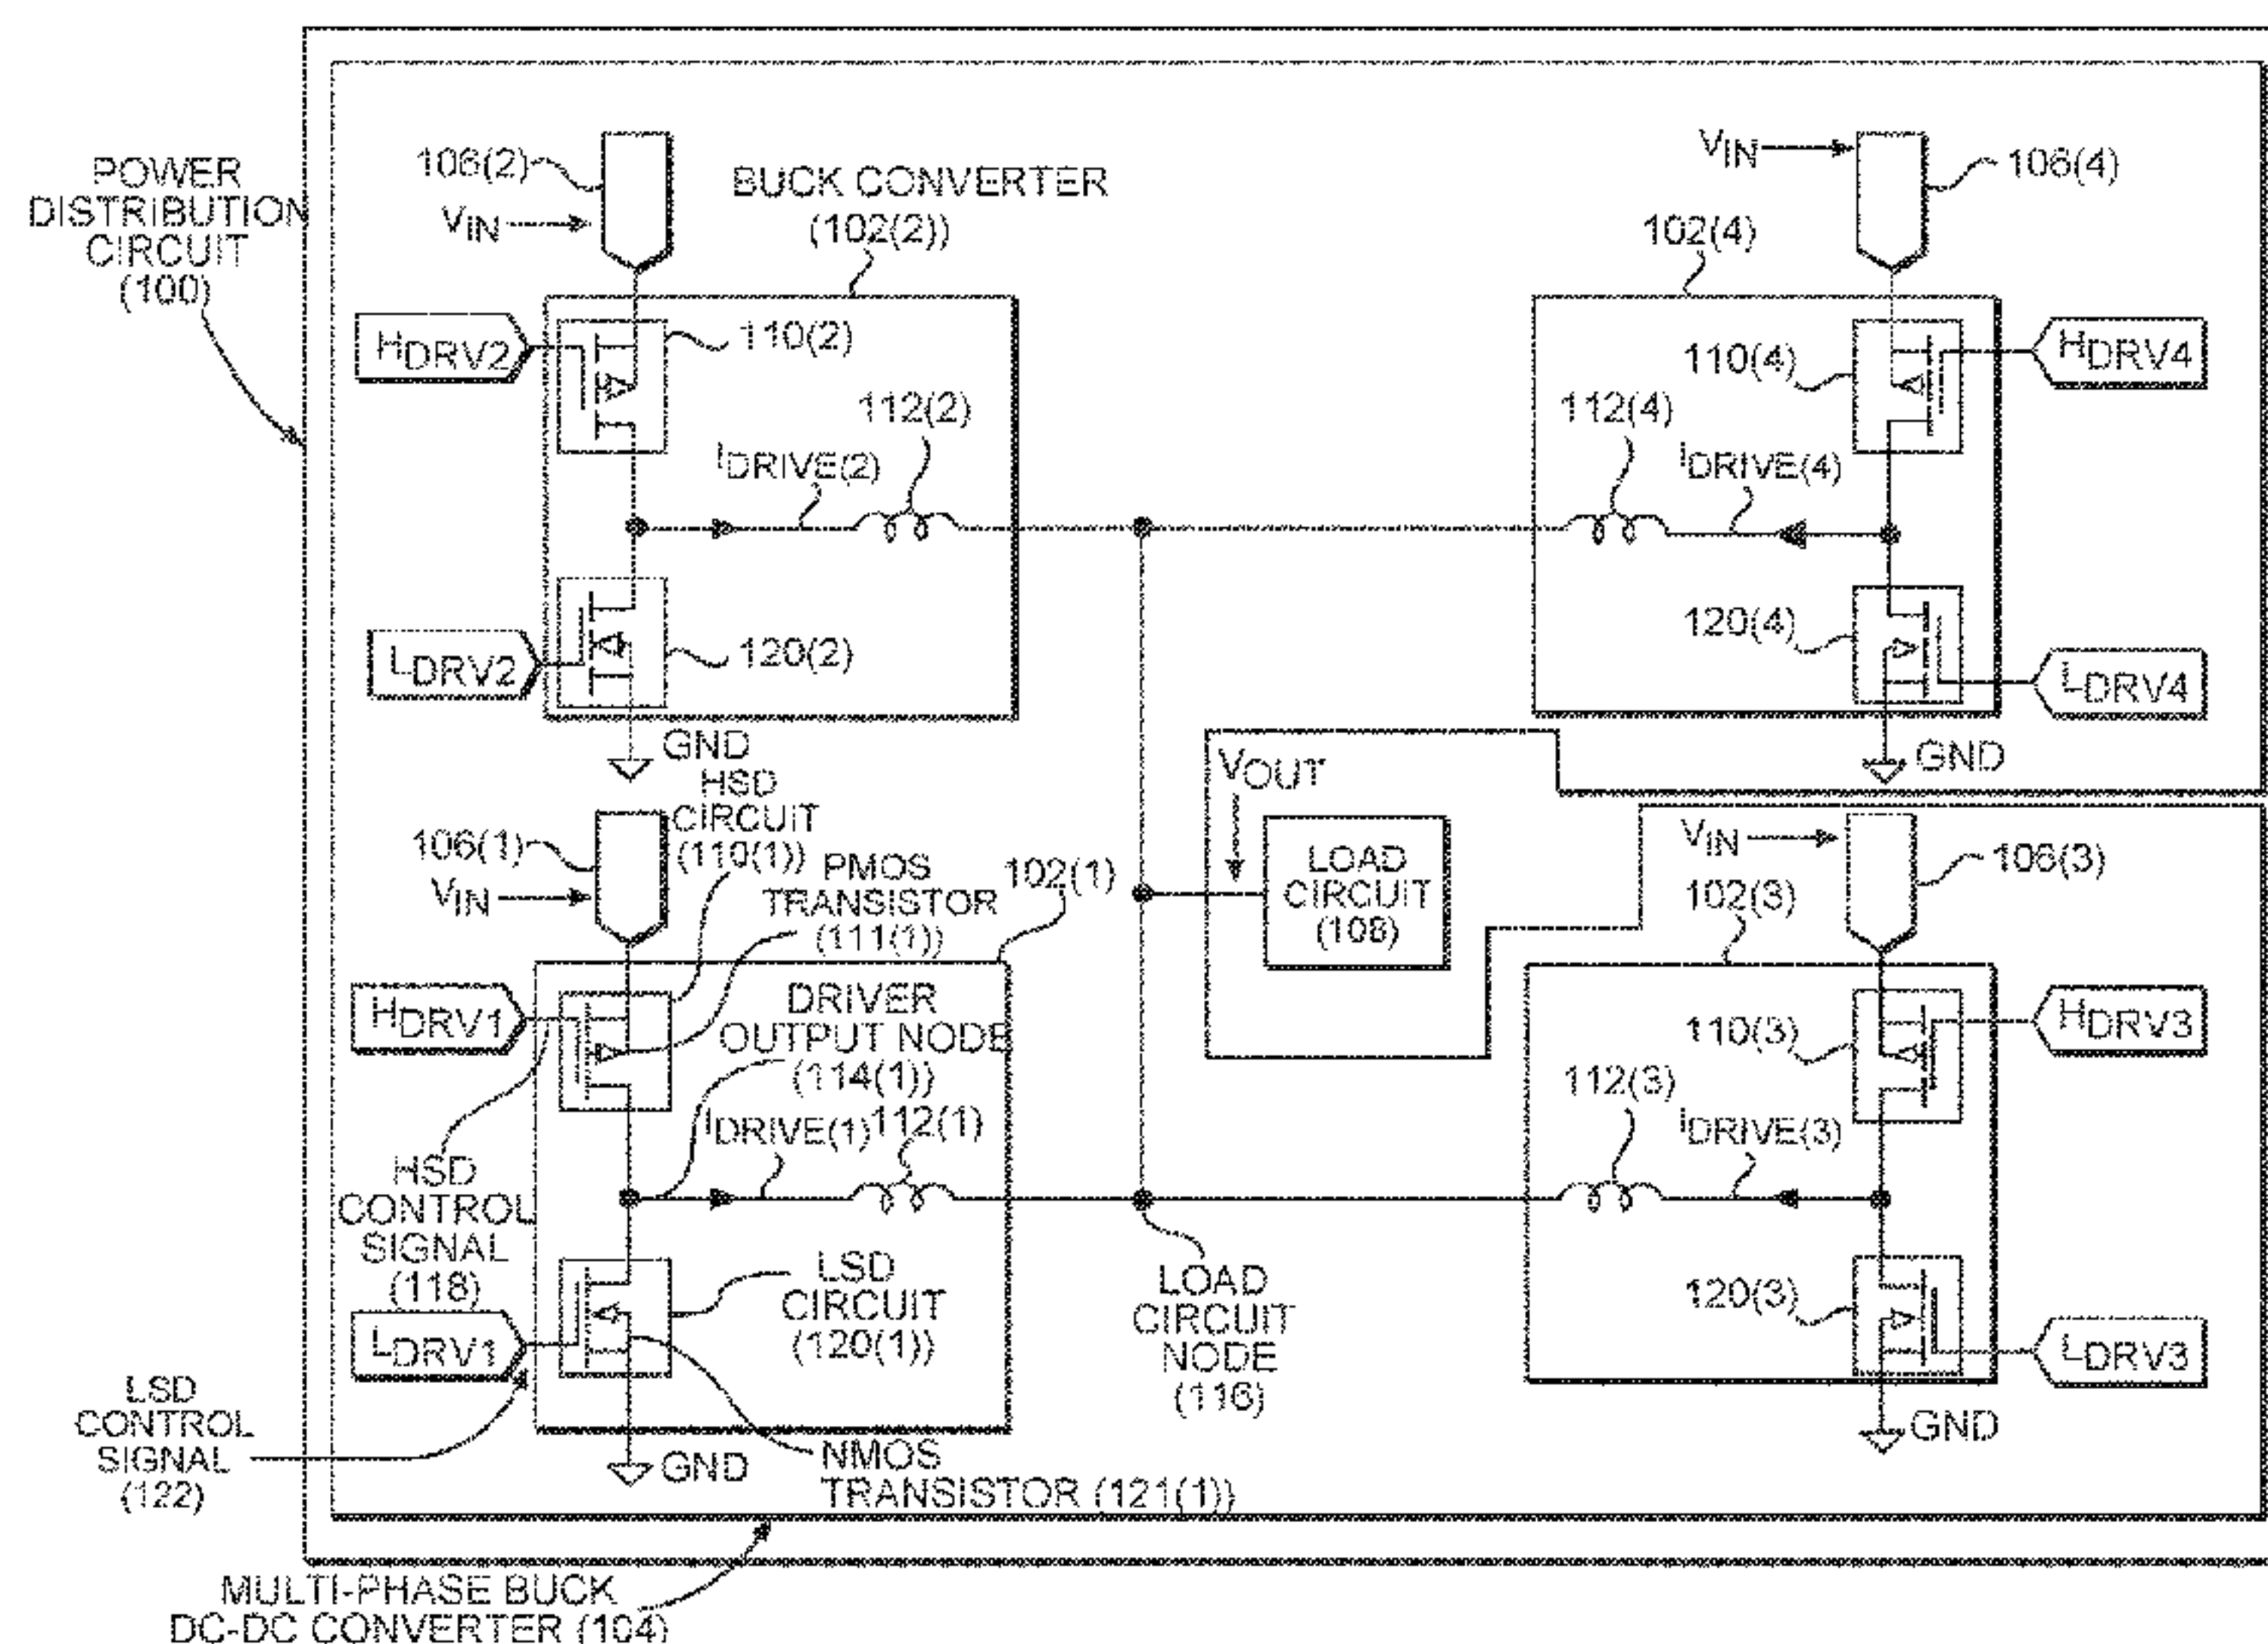 POWER
DISTRIBUTION
CIRCUIT
(100)
106(2)
VIN
BUCK CONVERTER
(102(2))
HDRV2
110(2)
112(2)
IDRIVE(2)
LDRV2
120(2)
GND
VIN
106(4)
102(4)
HDRV4
110(4)
112(4)
IDRIVE(4)
120(4)
LDRV4
GND
HSD
CIRCUIT
(110(1))
106(1)
VIN
PMOS
TRANSISTOR
(111(1))
102(1)
HDRV1
DRIVER
OUTPUT NODE
(114(1))
IDRIVE(1)
112(1)
HSD
CONTROL
SIGNAL
(118)
LSD
CIRCUIT
(120(1))
LDRV1
LSD
CONTROL
SIGNAL
(122)
GND
NMOS
TRANSISTOR (121(1))
VOUT
LOAD
CIRCUIT
(108)
LOAD
CIRCUIT
NODE
(116)
VIN
106(3)
102(3)
HDRV3
110(3)
112(3)
IDRIVE(3)
120(3)
LDRV3
GND
MULTI-PHASE BUCK
DC-DC CONVERTER (104)